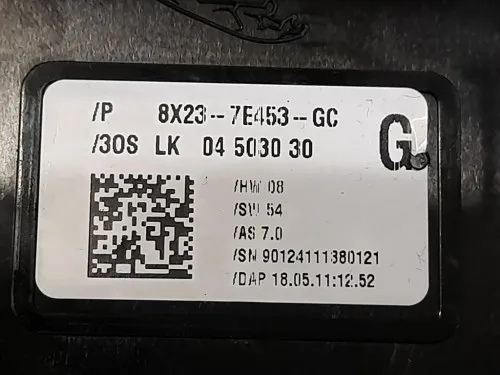 /P 8X23--7E453-GC
/3OS LK 04 5030 30
G.
/HW 08
/SW 54
/AS 7.0
/SN 90124111380121
/DAP 18.05.11:12.52